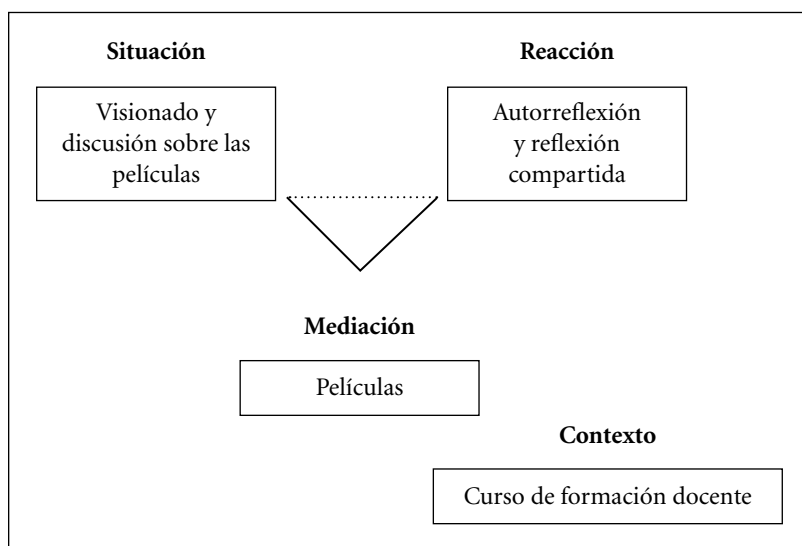 Situación
Visionado y
discusión sobre las
películas
Reacción
Autorreflexión
y reflexión
compartida
Mediación
Películas
Contexto
Curso de formación docente